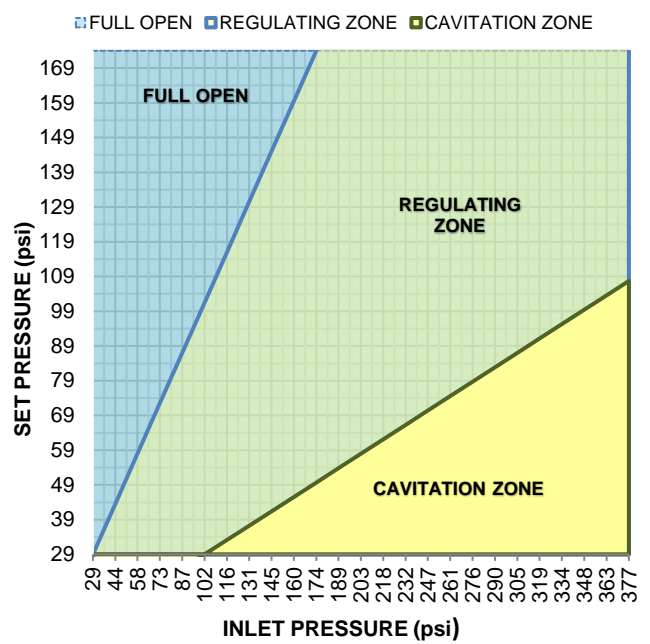 FULL OPEN REGULATING ZONE CAVITATION ZONE
169
159
149
139
129
119
109
99
89
79
69
59
49
39
29
SET PRESSURE (psi)
FULL OPEN
REGULATING
ZONE
CAVITATION ZONE
29 44 58 73 87 102 116 131 145 160 174 189 203 218 232 247 261 276 290 305 319 334 348 363 377
INLET PRESSURE (psi)